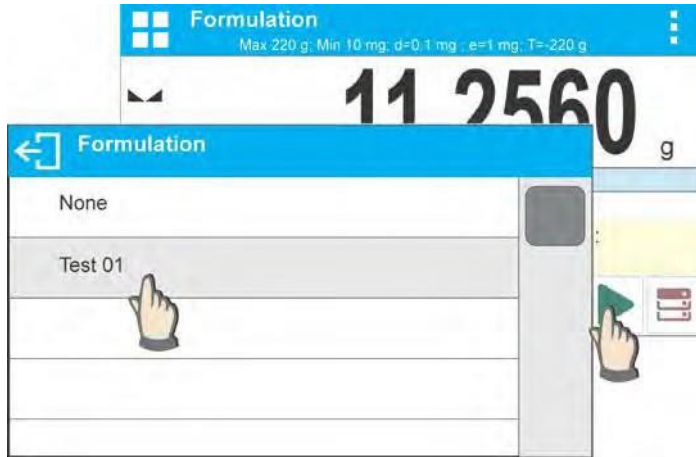 Formulation
Max 220 g; Min 10 mg; d=0.1 mg ; e=1 mg; T=-220 g
11.2560 g
Formulation
None
Test 01
: